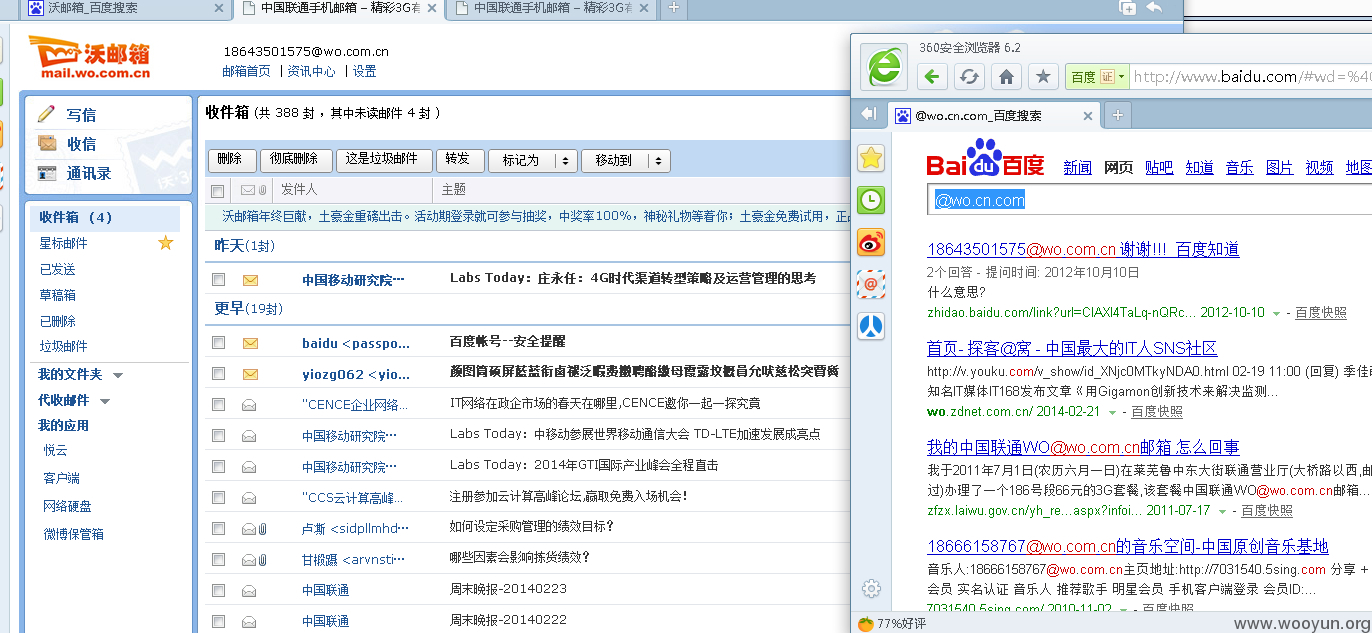 沃邮箱_百度搜索
中国联通手机邮箱 – 精彩3G有
中国联通手机邮箱 – 精彩3G有
沃邮箱
mail.wo.com.cn
18643501575@wo.com.cn
邮箱首页 | 资讯中心 | 设置
写信
收信
通讯录
收件箱 (4)
星标邮件
已发送
草稿箱
已删除
垃圾邮件
我的文件夹
代收邮件
我的应用
悦云
客户端
网络硬盘
微博保管箱
收件箱 (共 388 封，其中未读邮件 4 封)
删除 彻底删除 这是垃圾邮件 转发 标记为 移动到
发件人 主题
沃邮箱年终巨献，土豪金重磅出击。活动期登录就可参与抽奖，中奖率100%，神秘礼物等着你；土豪金免费试用，正
昨天(1封)
中国移动研究院… Labs Today：庄永任：4G时代渠道转型策略及运营管理的思考
更早(19封)
baidu <passpo... 百度帐号--安全提醒
yiozg062 <yio...
"CENCE企业网络... IT网络在政企市场的春天在哪里,CENCE邀你一起一探究竟
中国移动研究院… Labs Today：中移动参展世界移动通信大会 TD-LTE加速发展成亮点
中国移动研究院… Labs Today：2014年GTI国际产业峰会全程直击
"CCS云计算高峰... 注册参加云计算高峰论坛,赢取免费入场机会!
卢撕 <sidpllmhd… 如何设定采购管理的绩效目标?
甘椴蹑 <arvnsti… 哪些因素会影响拣货绩效?
中国联通 周末晚报-20140223
中国联通 周末晚报-20140222
360安全浏览器 6.2
百度 证 http://www.baidu.com/#wd=%40
@wo.cn.com_百度搜索
Bai du 百度 新闻 网页 贴吧 知道 音乐 图片 视频 地图
@wo.cn.com
18643501575@wo.com.cn 谢谢!!!_百度知道
2个回答 - 提问时间: 2012年10月10日
什么意思?
zhidao.baidu.com/link?url=CIAXl4TaLq-nQRc... 2012-10-10 - 百度快照
首页- 探客@窝 - 中国最大的IT人SNS社区
http://v.youku.com/v_show/id_XNjc0MTkyNDA0.html 02-19 11:00 (回复) 季佳
知名IT媒体IT168发布文章《用Gigamon创新技术来解决监测...
wo.zdnet.com.cn/ 2014-02-21 - 百度快照
我的中国联通WO@wo.com.cn邮箱 怎么回事
我于2011年7月1日(农历六月一日)在莱芜鲁中东大街联通营业厅(大桥路以西,由
过)办理了一个186号段66元的3G套餐,该套餐中国联通WO@wo.com.cn邮箱...
zfzx.laiwu.gov.cn/yh_re...aspx?infoi... 2011-07-17 - 百度快照
18666158767@wo.com.cn的音乐空间-中国原创音乐基地
音乐人:18666158767@wo.com.cn主页地址:http://7031540.5sing.com 分享 +
会员 实名认证 音乐人 推荐歌手 明星会员 手机客户端登录 会员ID:...
7031540.5sing.com/ 2010-11-02 - 百度快照
77%好评
www.wooyun.org